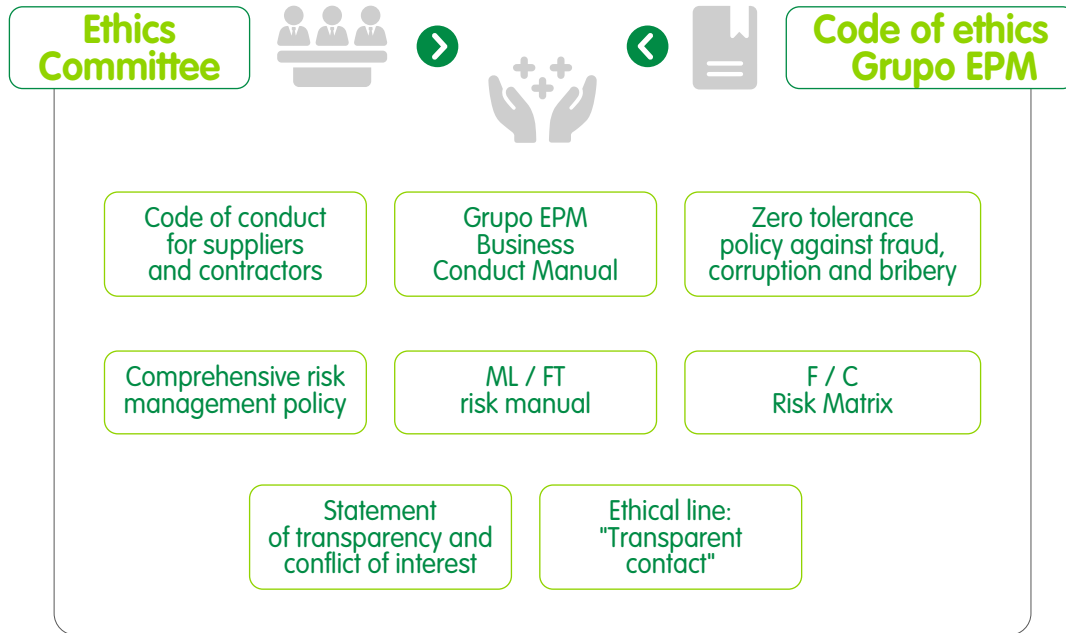 Ethics
Committee
Code of ethics
Grupo EPM
Code of conduct
for suppliers
and contractors
Grupo EPM
Business
Conduct Manual
Zero tolerance
policy against fraud,
corruption and bribery
Comprehensive risk
management policy
ML / FT
risk manual
F / C
Risk Matrix
Statement
of transparency and
conflict of interest
Ethical line:
"Transparent
contact"